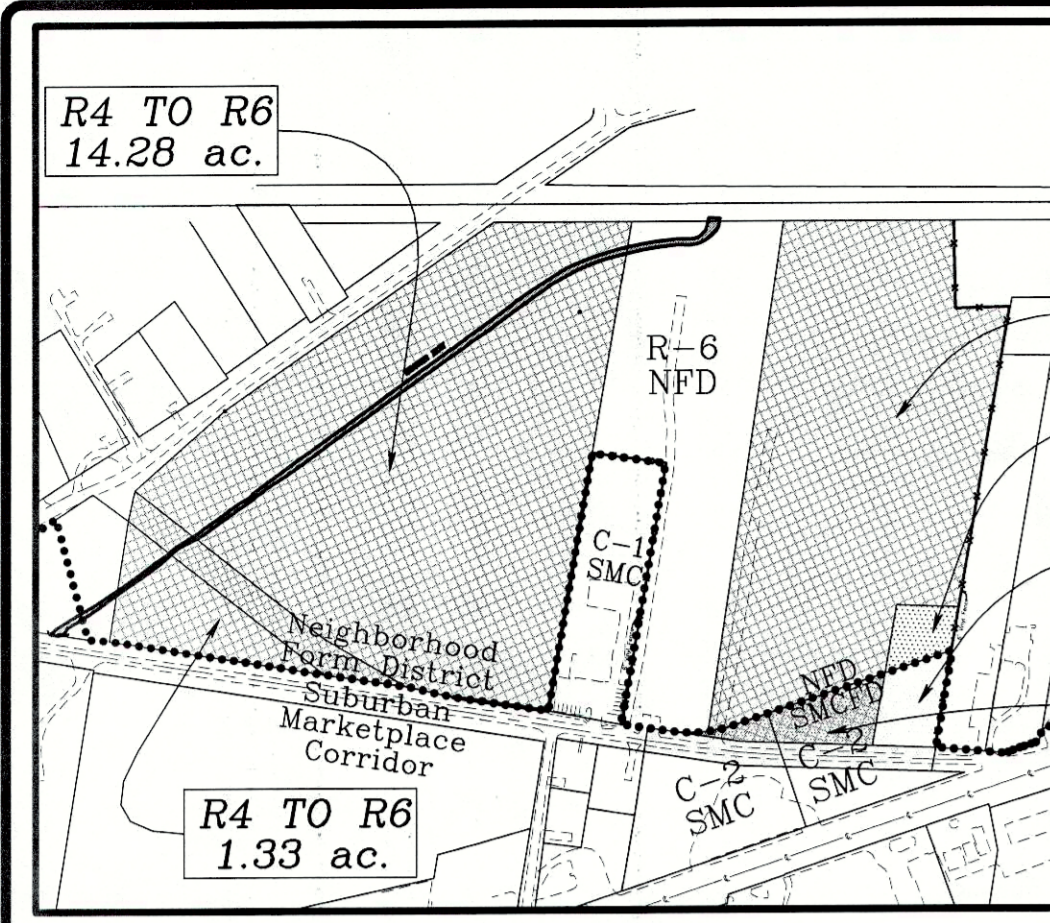 R4 TO R6
14.28 ac.
R-6
NFD
C-1
SMC
Neighborhood
Form District
Suburban
Marketplace
Corridor
NFD
SMCFD
C-2
SMC
C-2
SMC
R4 TO R6
1.33 ac.